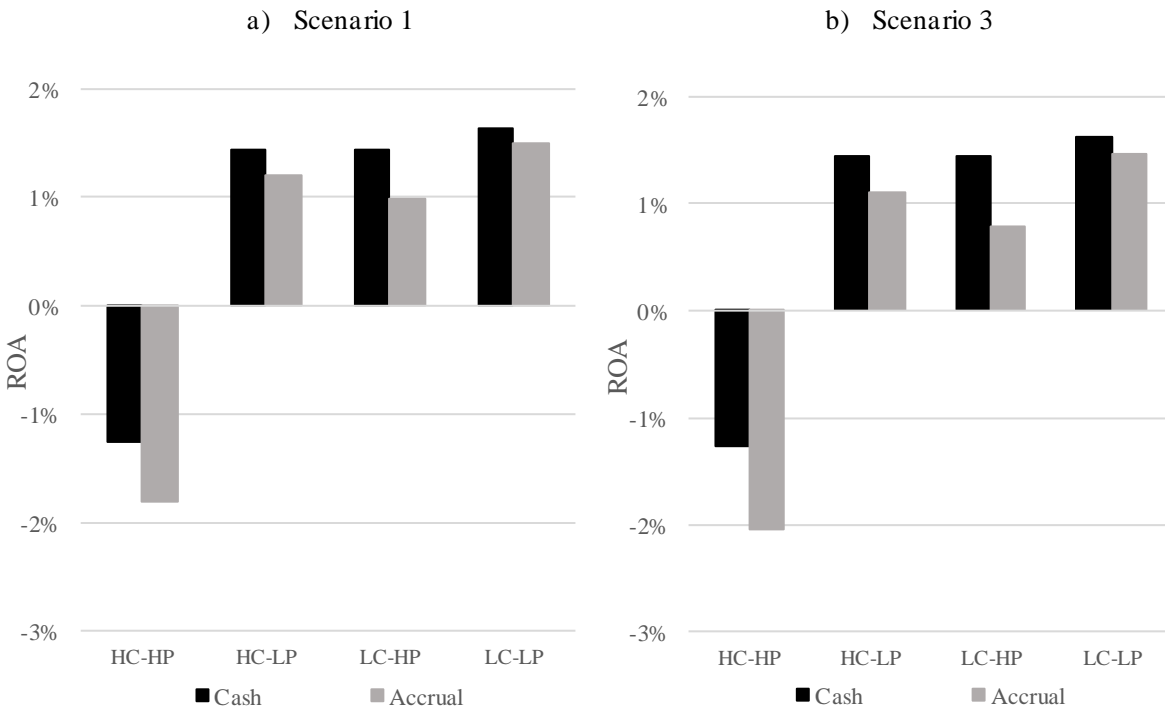 a) Scenario 1
2%
1%
0%
-1%
-2%
-3%
ROA
HC-HP HC-LP LC-HP LC-LP
Cash Accrual
b) Scenario 3
2%
1%
0%
-1%
-2%
-3%
ROA
HC-HP HC-LP LC-HP LC-LP
Cash Accrual